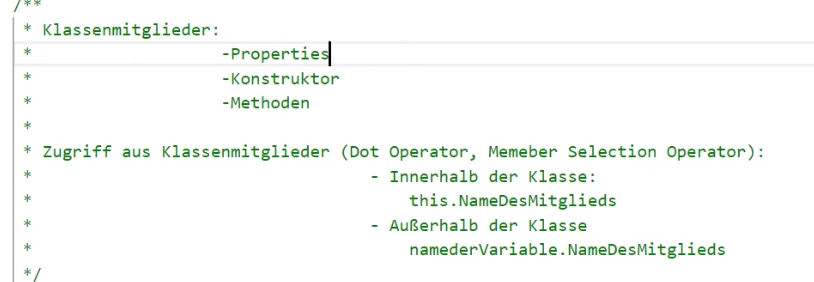 /**
* Klassenmitglieder:
* -Properties
* -Konstruktor
* -Methoden
*
* Zugriff aus Klassenmitglieder (Dot Operator, Memeber Selection Operator):
* - Innerhalb der Klasse:
* this.NameDesMitglieds
* - Außerhalb der Klasse
* namederVariable.NameDesMitglieds
*/